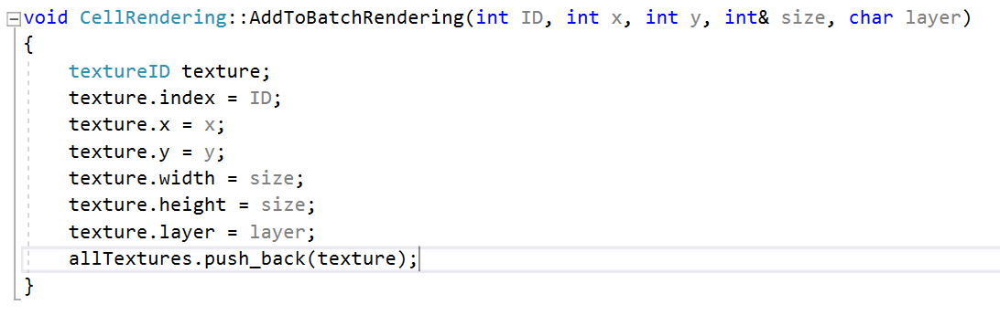 void CellRendering::AddToBatchRendering(int ID, int x, int y, int& size, char layer)
{
    textureID texture;
    texture.index = ID;
    texture.x = x;
    texture.y = y;
    texture.width = size;
    texture.height = size;
    texture.layer = layer;
    allTextures.push_back(texture);
}